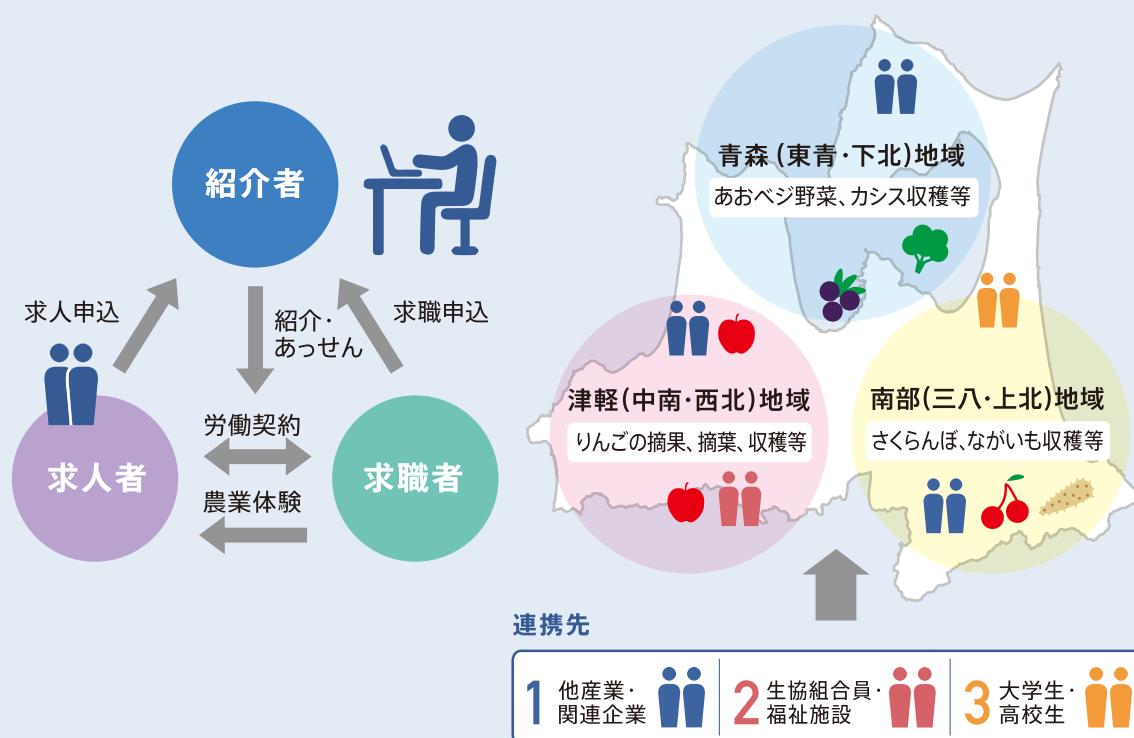 紹介者
求人申込
紹介・
あっせん
求職申込
労働契約
農業体験
求人者
求職者
青森（東青・下北）地域
あおベジ野菜、カシス収穫等
津軽（中南・西北）地域
りんごの摘果、摘葉、収穫等
南部（三八・上北）地域
さくらんぼ、ながいも収穫等
連携先
1 他産業・
関連企業
2 生協組合員・
福祉施設
3 大学生・
高校生